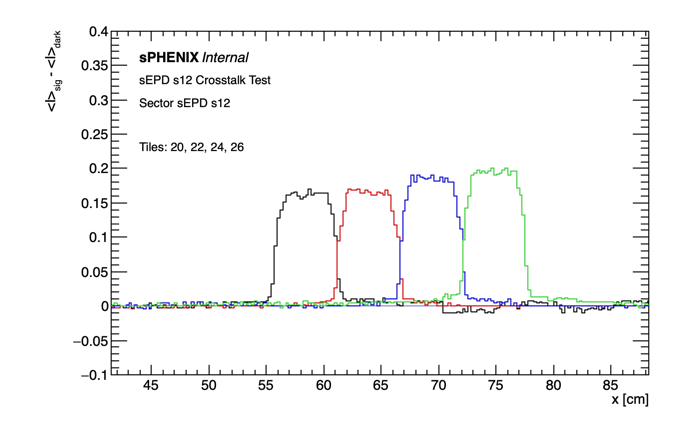 <I>sig - <I>dark
0.4
0.35
0.3
0.25
0.2
0.15
0.1
0.05
0
−0.05
−0.1
sPHENIX Internal
sEPD s12 Crosstalk Test
Sector sEPD s12
Tiles: 20, 22, 24, 26
45 50 55 60 65 70 75 80 85
x [cm]